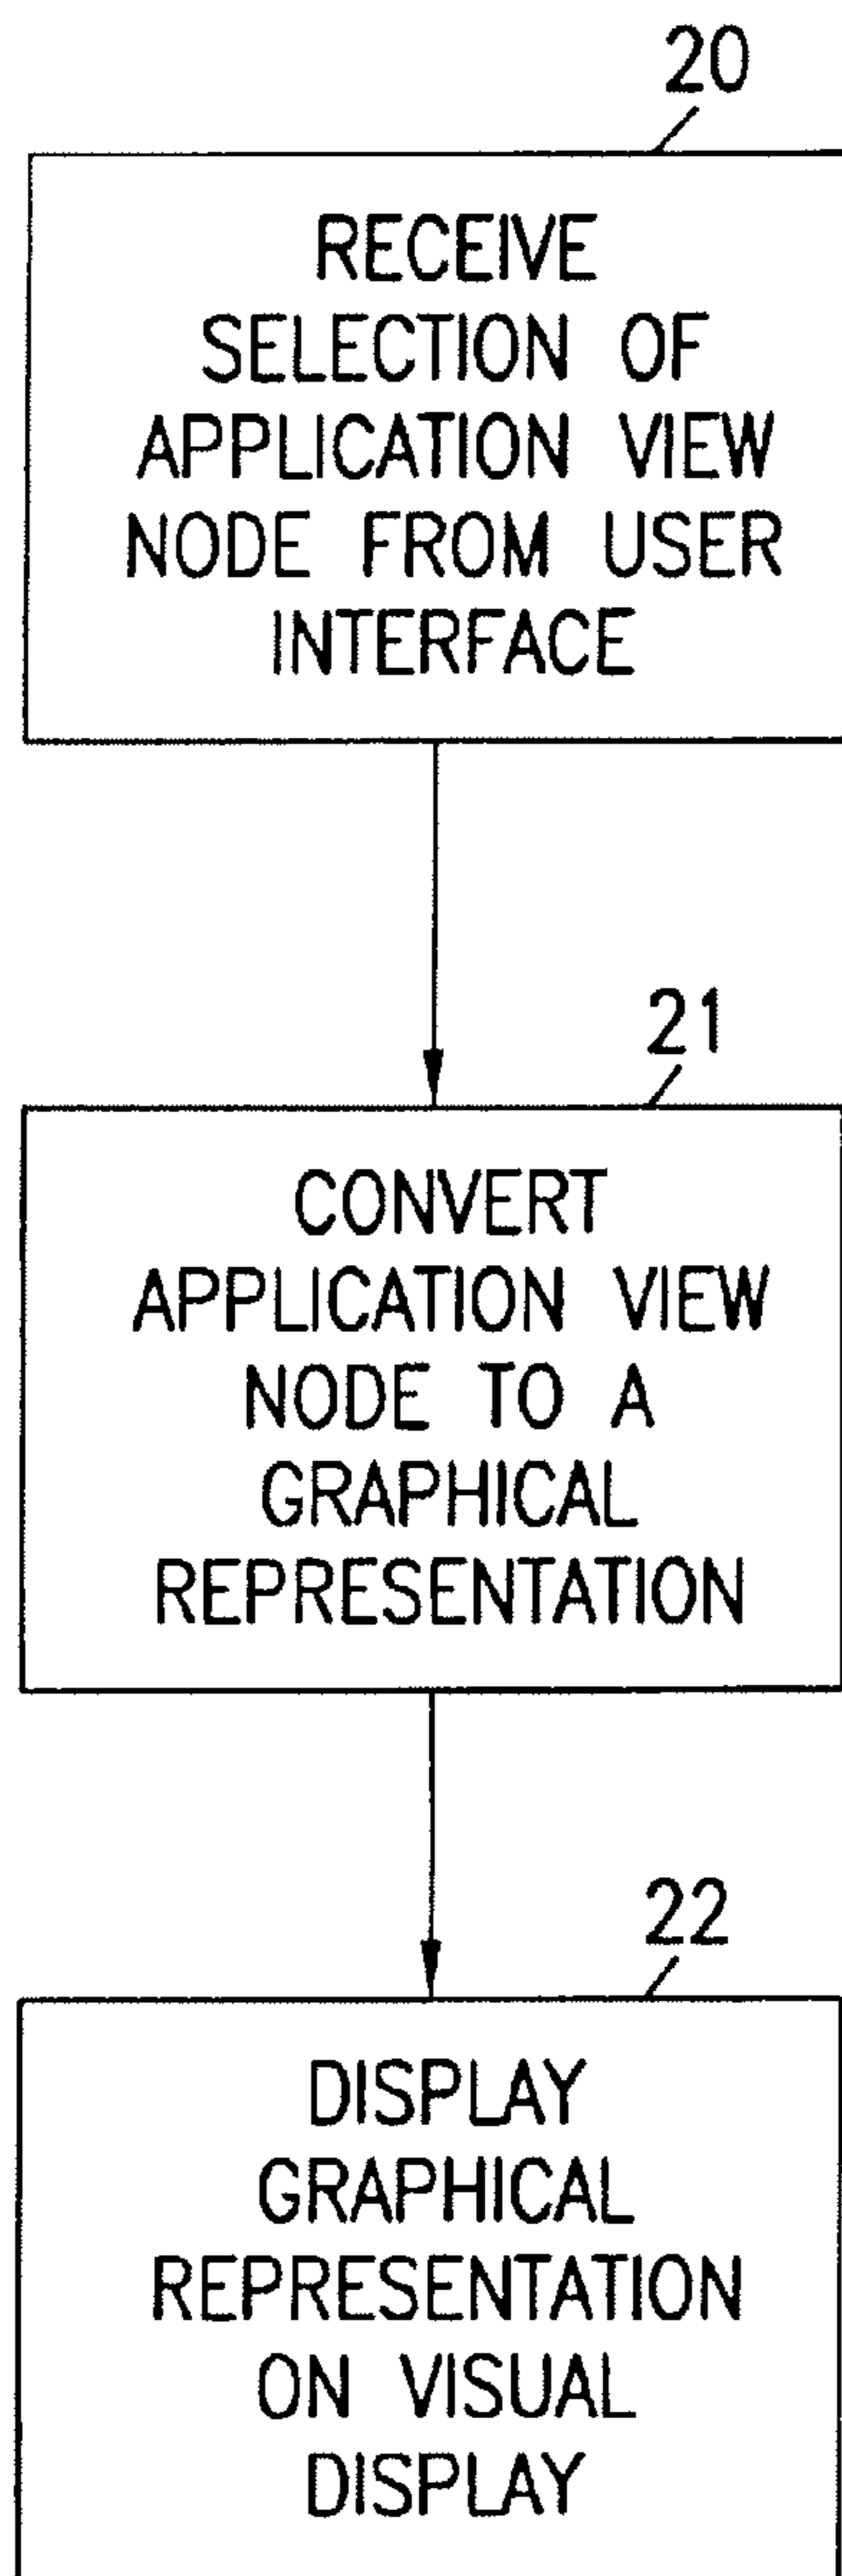 20
RECEIVE
SELECTION OF
APPLICATION VIEW
NODE FROM USER
INTERFACE
21
CONVERT
APPLICATION VIEW
NODE TO A
GRAPHICAL
REPRESENTATION
22
DISPLAY
GRAPHICAL
REPRESENTATION
ON VISUAL
DISPLAY